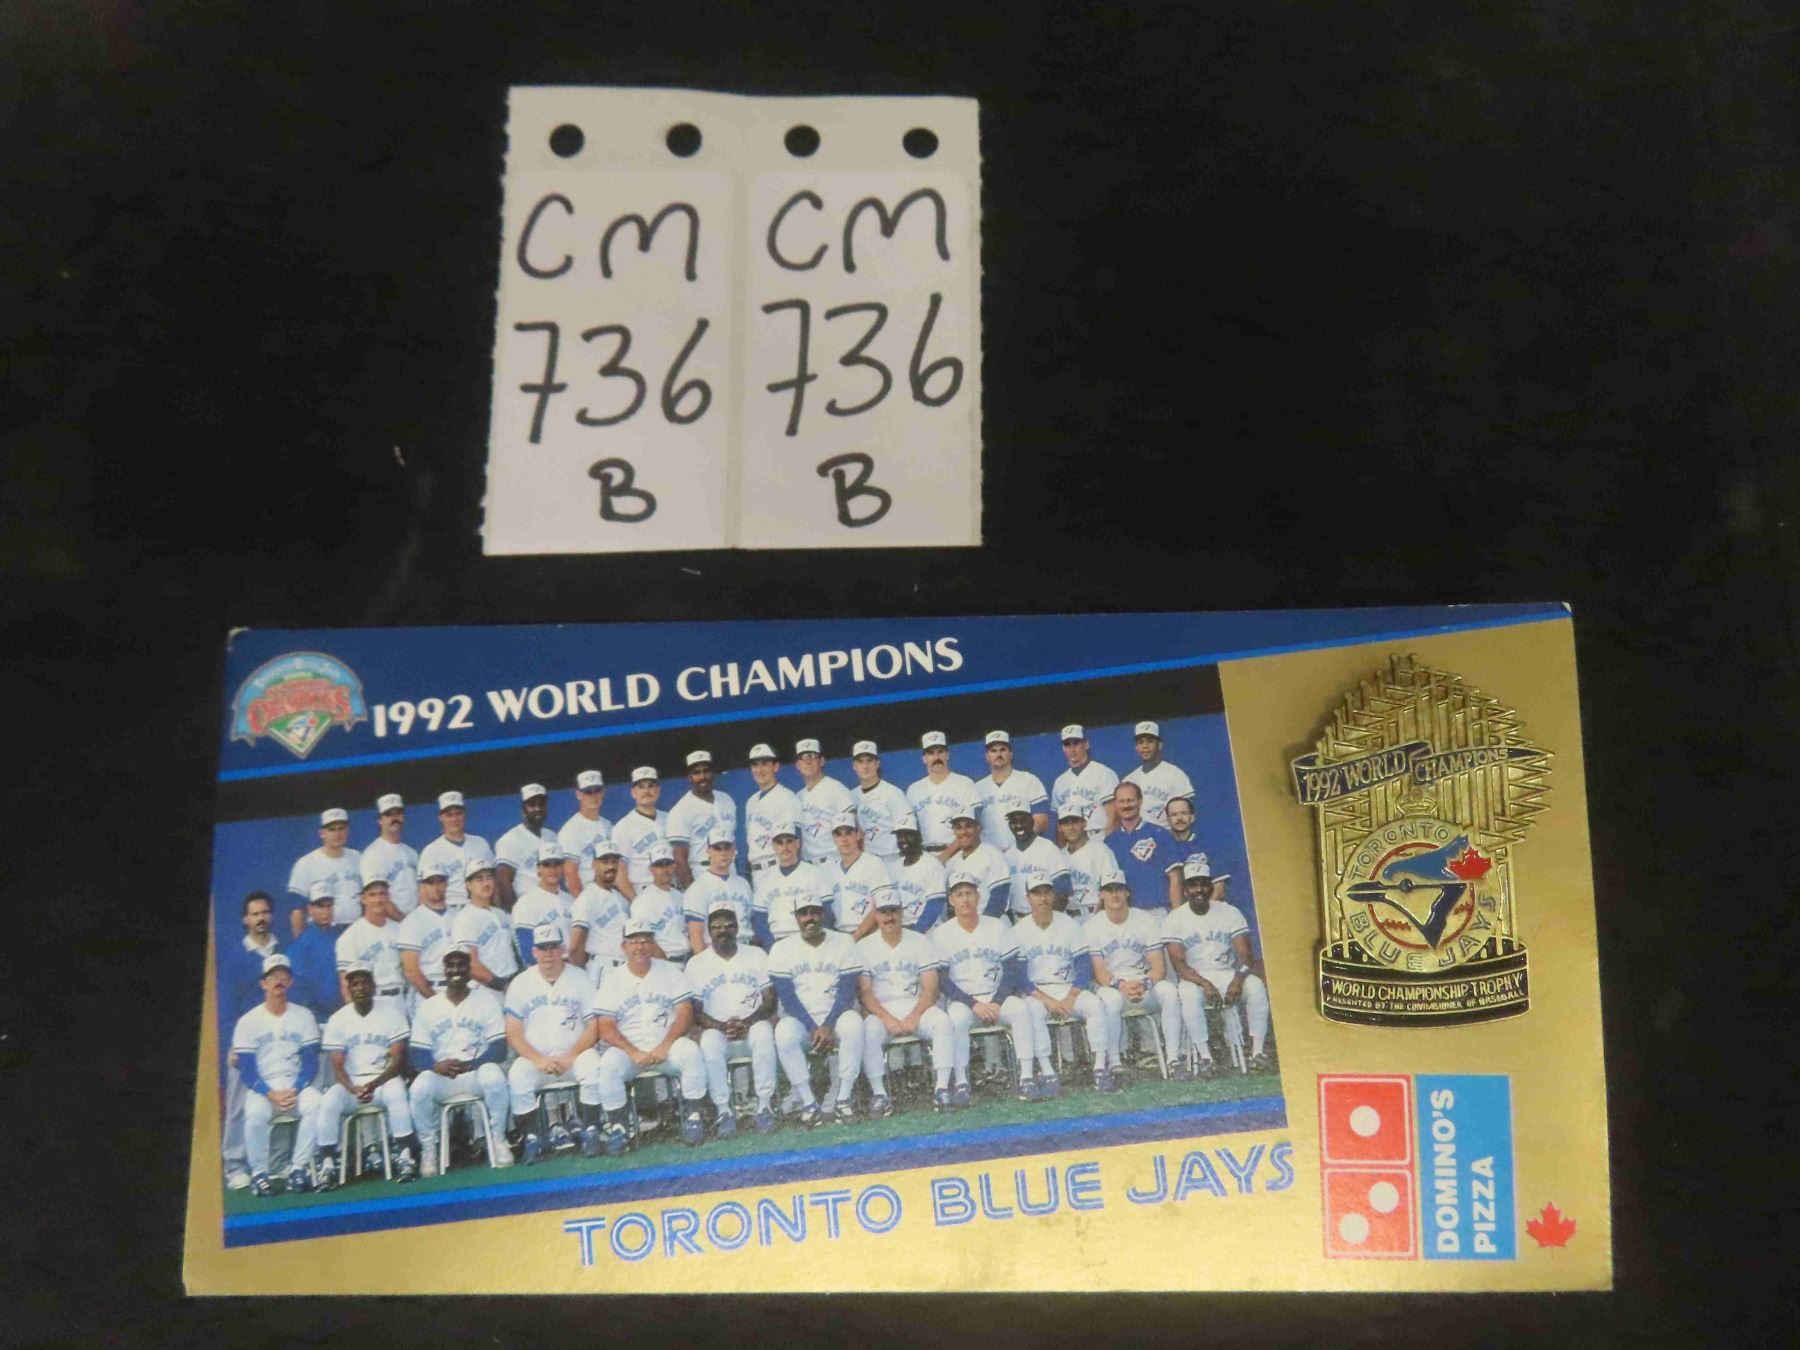 CM CM
736 736
B B
1992 WORLD CHAMPIONS
1992 WORLD CHAMPIONS
TORONTO
BLUE JAYS
WORLD CHAMPIONSHIP TROPHY
PRESENTED BY THE COMMISSIONER OF BASEBALL
TORONTO BLUE JAYS
DOMINO'S
PIZZA